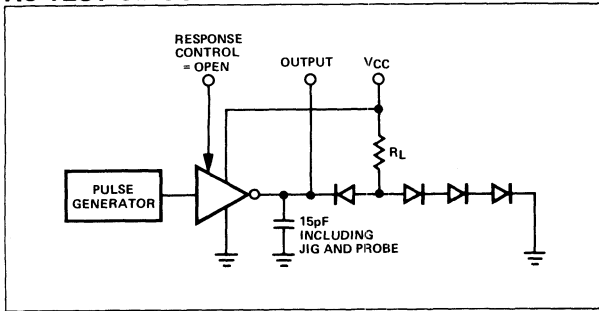 RESPONSE
CONTROL
= OPEN
OUTPUT
VCC
RL
PULSE
GENERATOR
15pF
INCLUDING
JIG AND PROBE